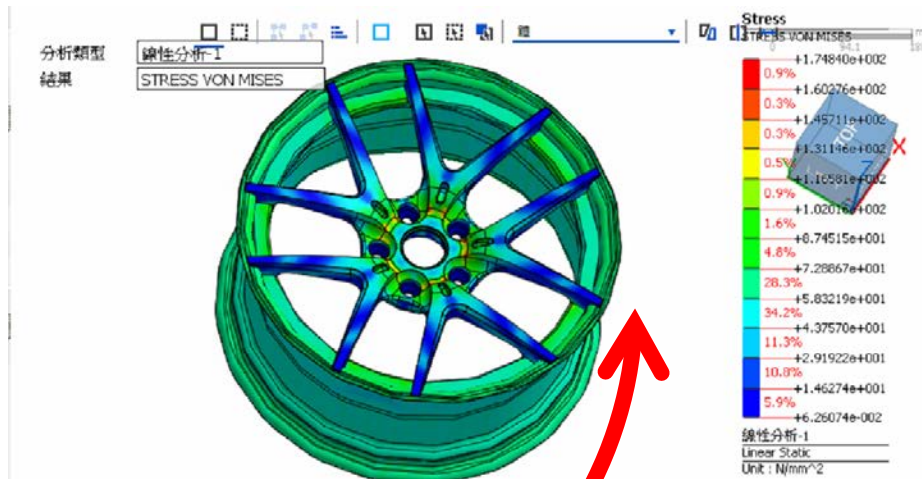 分析類型
線性分析-1
結果
STRESS VON MISES
Stress
STRESS VON MISES
0
94.1
+1.74840e+002
0.9%
+1.60276e+002
0.3%
+1.45711e+002
0.3%
+1.31146e+002
0.5%
+1.16581e+002
0.9%
+1.02016e+002
1.6%
+8.74515e+001
4.8%
+7.28867e+001
28.3%
+5.83219e+001
34.2%
+4.37570e+001
11.3%
+2.91922e+001
10.8%
+1.46274e+001
5.9%
+6.26074e-002
TOP
X
Z
線性分析-1
Linear Static
Unit : N/mm^2